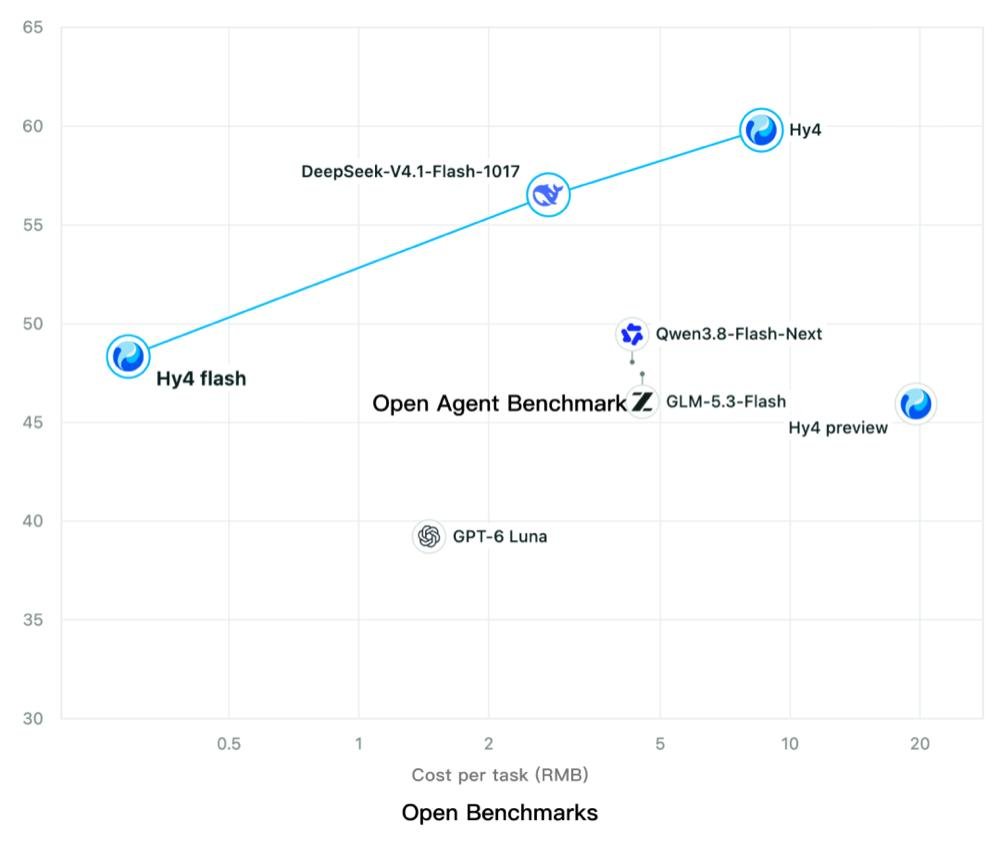 65
60
Hy4
DeepSeek-V4.1-Flash-1017
55
50
Qwen3.8-Flash-Next
Hy4 flash
Open Agent Benchmark
GLM-5.3-Flash
45
Hy4 preview
40
GPT-6 Luna
35
30
0.5 1 2 5 10 20
Cost per task (RMB)
Open Benchmarks